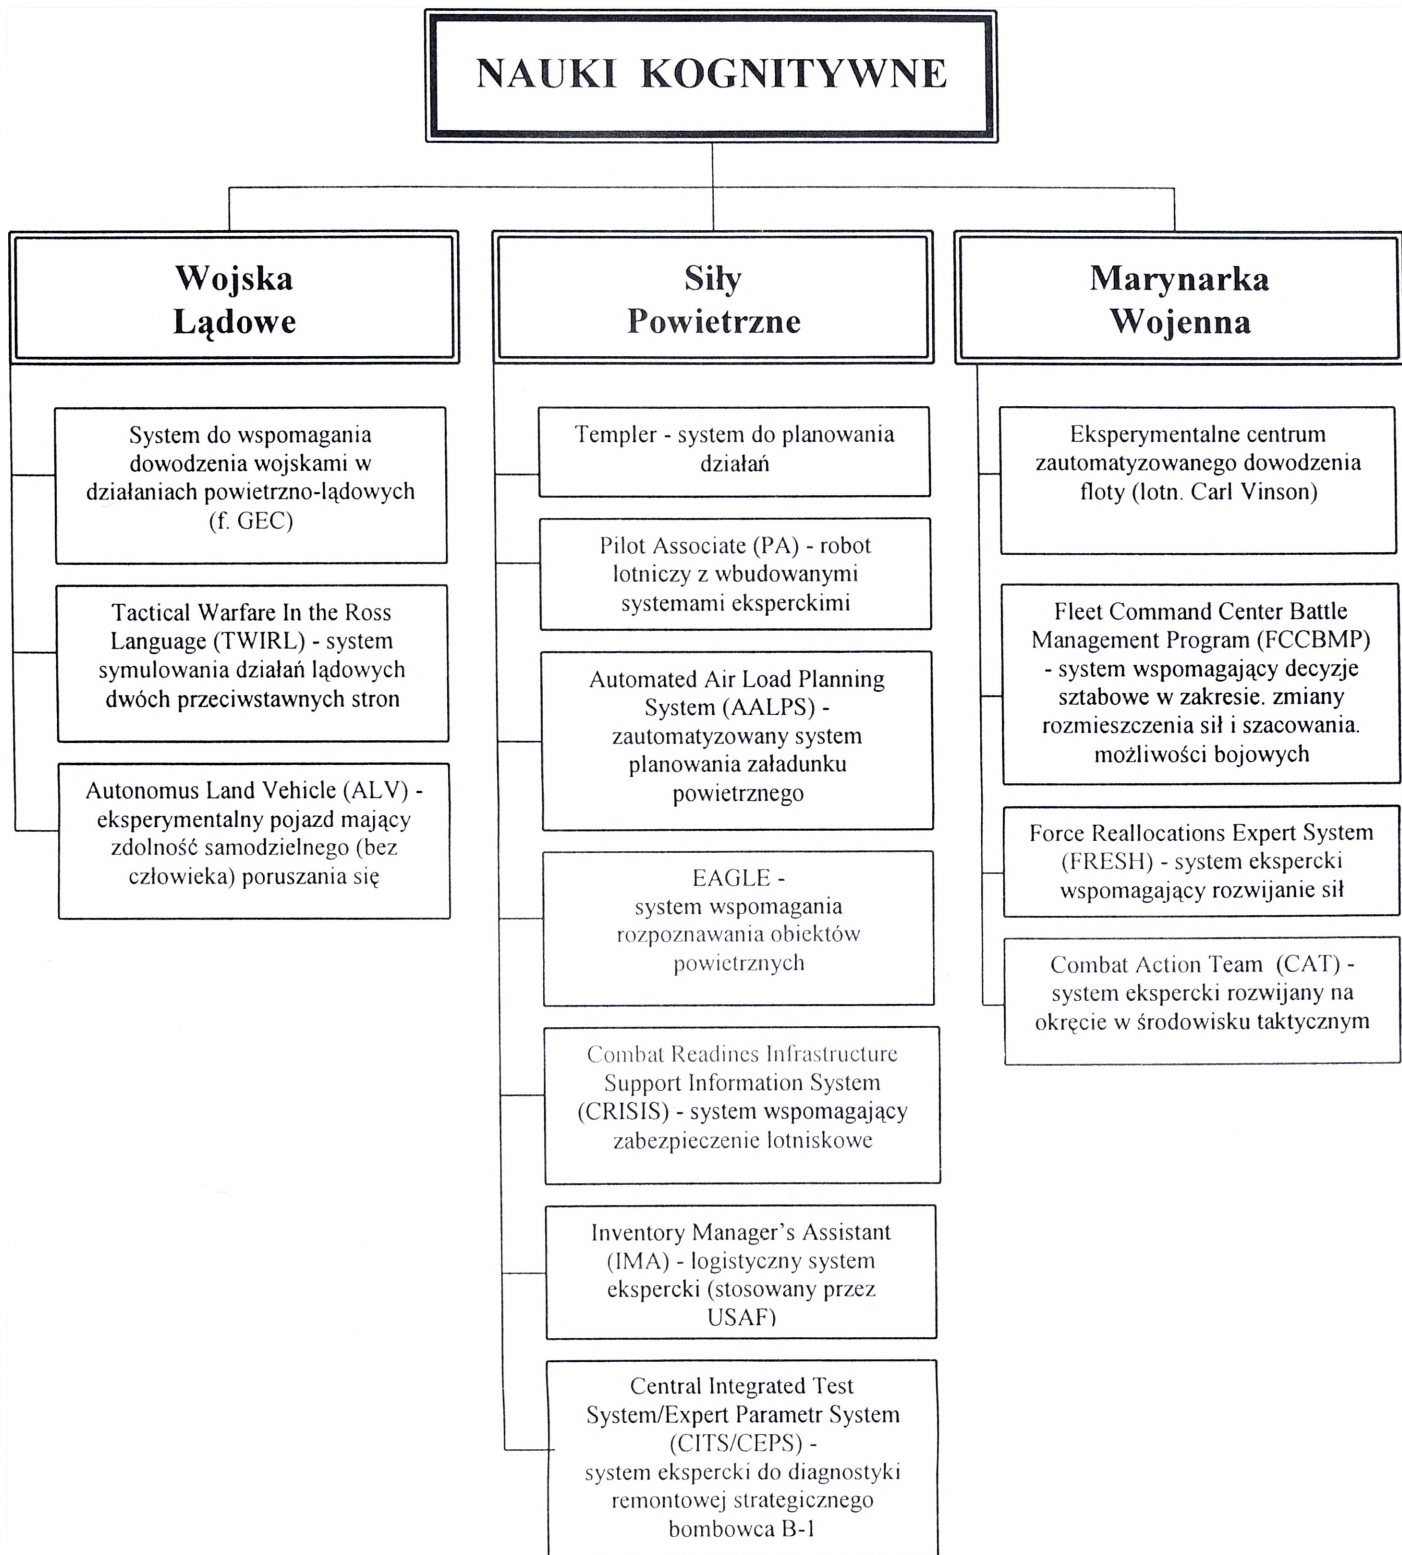 NAUKI KOGNITYWNE
Wojska
Lądowe
System do wspomagania
dowodzenia wojskami w
działaniach powietrzno-lądowych
(f. GEC)
Tactical Warfare In the Ross
Language (TWIRL) - system
symulowania działań lądowych
dwóch przeciwstawnych stron
Autonomus Land Vehicle (ALV) -
eksperymentalny pojazd mający
zdolność samodzielnego (bez
człowieka) poruszania się
Siły
Powietrzne
Templer - system do planowania
działań
Pilot Associate (PA) - robot
lotniczy z wbudowanymi
systemami eksperckimi
Automated Air Load Planning
System (AALPS) -
zautomatyzowany system
planowania załadunku
powietrznego
EAGLE -
system wspomagania
rozpoznawania obiektów
powietrznych
Combat Readines Infrastructure
Support Information System
(CRISIS) - system wspomagający
zabezpieczenie lotniskowe
Inventory Manager's Assistant
(IMA) - logistyczny system
ekspercki (stosowany przez
USAF)
Central Integrated Test
System/Expert Parametr System
(CITS/CEPS) -
system ekspercki do diagnostyki
remontowej strategicznego
bombowca B-1
Marynarka
Wojenna
Eksperymentalne centrum
zautomatyzowanego dowodzenia
floty (lotn. Carl Vinson)
Fleet Command Center Battle
Management Program (FCCBMP)
- system wspomagający decyzje
sztabowe w zakresie. zmiany
rozmieszczenia sił i szacowania.
możliwości bojowych
Force Reallocations Expert System
(FRESH) - system ekspercki
wspomagający rozwijanie sił
Combat Action Team (CAT) -
system ekspercki rozwijany na
okręcie w środowisku taktycznym